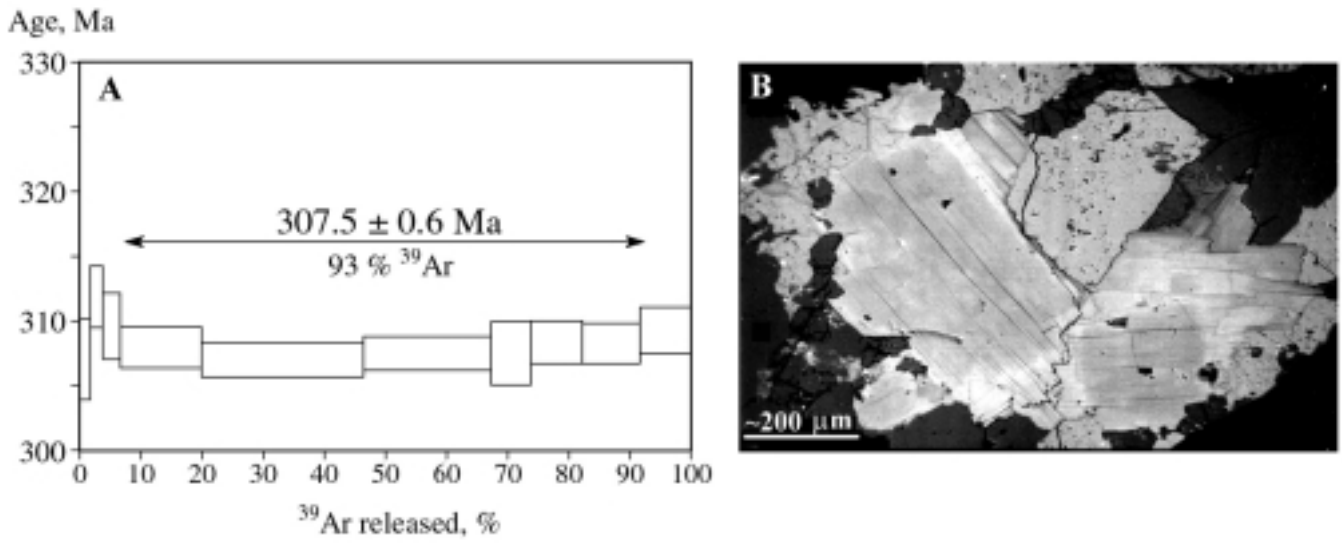 Age, Ma
330
A
320
307.5 ± 0.6 Ma
93 % ³⁹Ar
310
300
0 10 20 30 40 50 60 70 80 90 100
³⁹Ar released, %
B
~200 μm